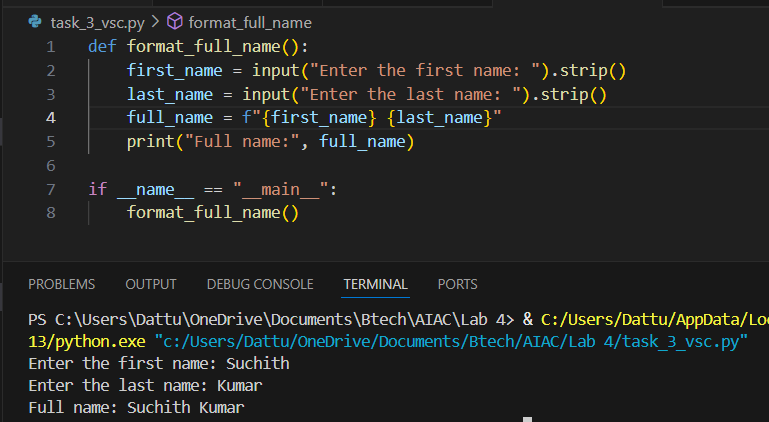 task_3_vsc.py > format_full_name
1 def format_full_name():
2     first_name = input("Enter the first name: ").strip()
3     last_name = input("Enter the last name: ").strip()
4     full_name = f"{first_name} {last_name}"
5     print("Full name:", full_name)
6
7 if __name__ == "__main__":
8     format_full_name()
PROBLEMS OUTPUT DEBUG CONSOLE TERMINAL PORTS
PS C:\Users\Dattu\OneDrive\Documents\Btech\AIAC\Lab 4> & C:/Users/Dattu/AppData/Loc
13/python.exe "c:/Users/Dattu/OneDrive/Documents/Btech/AIAC/Lab 4/task_3_vsc.py"
Enter the first name: Suchith
Enter the last name: Kumar
Full name: Suchith Kumar